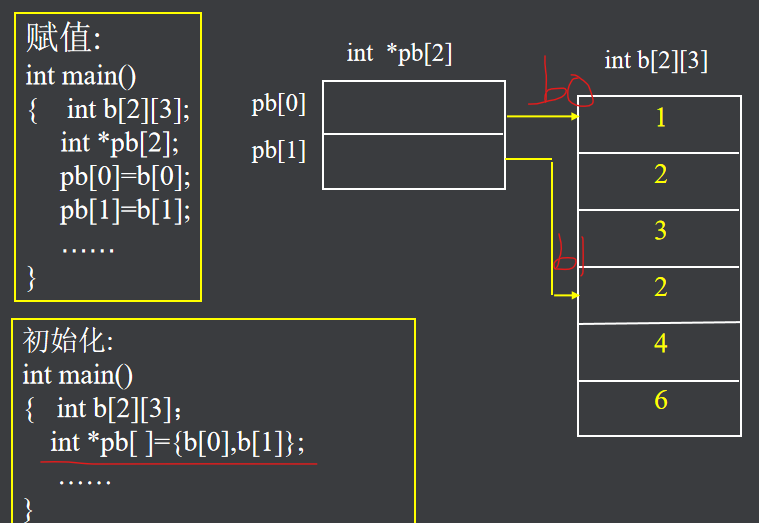 赋值:
int main()
{ int b[2][3];
int *pb[2];
pb[0]=b[0];
pb[1]=b[1];
……
}
int *pb[2]
pb[0]
pb[1]
b0
b1
int b[2][3]
1
2
3
2
4
6
初始化:
int main()
{ int b[2][3]；
int *pb[ ]={b[0],b[1]};
……
}